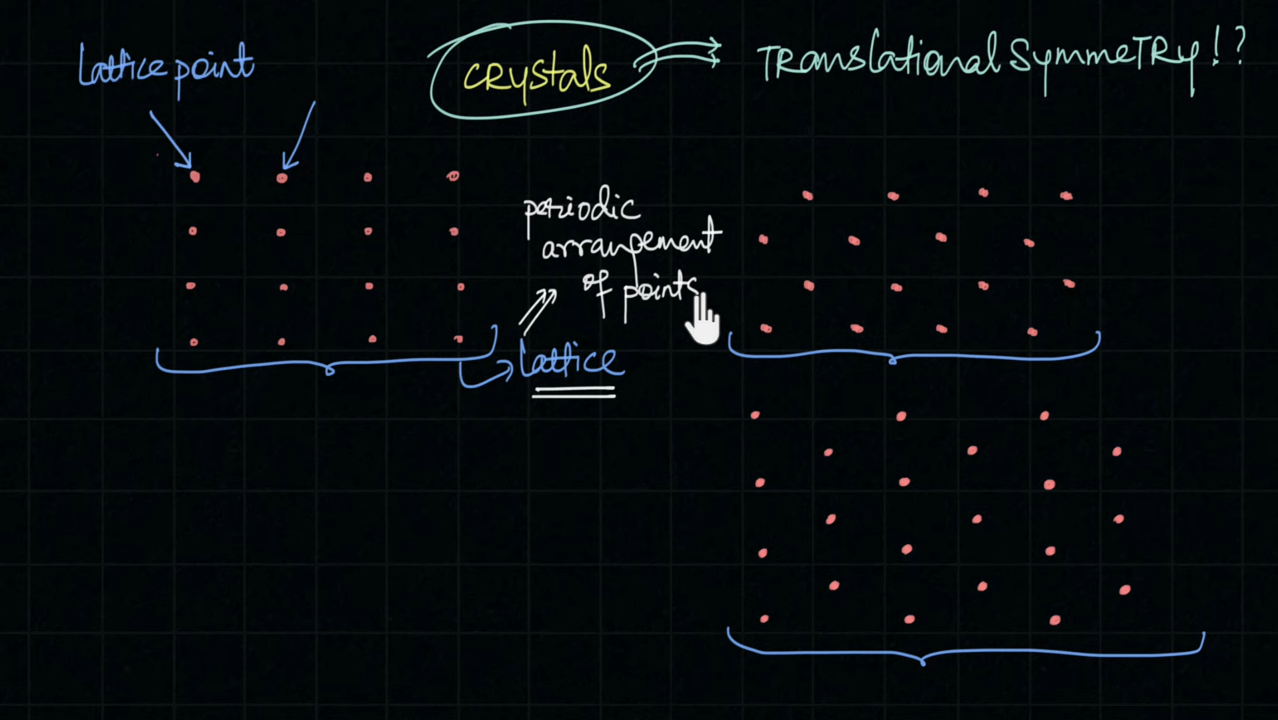 Lattice point
CRystals
TRanslational SymmeTRy!?
periodic
arrangement
of points
Lattice